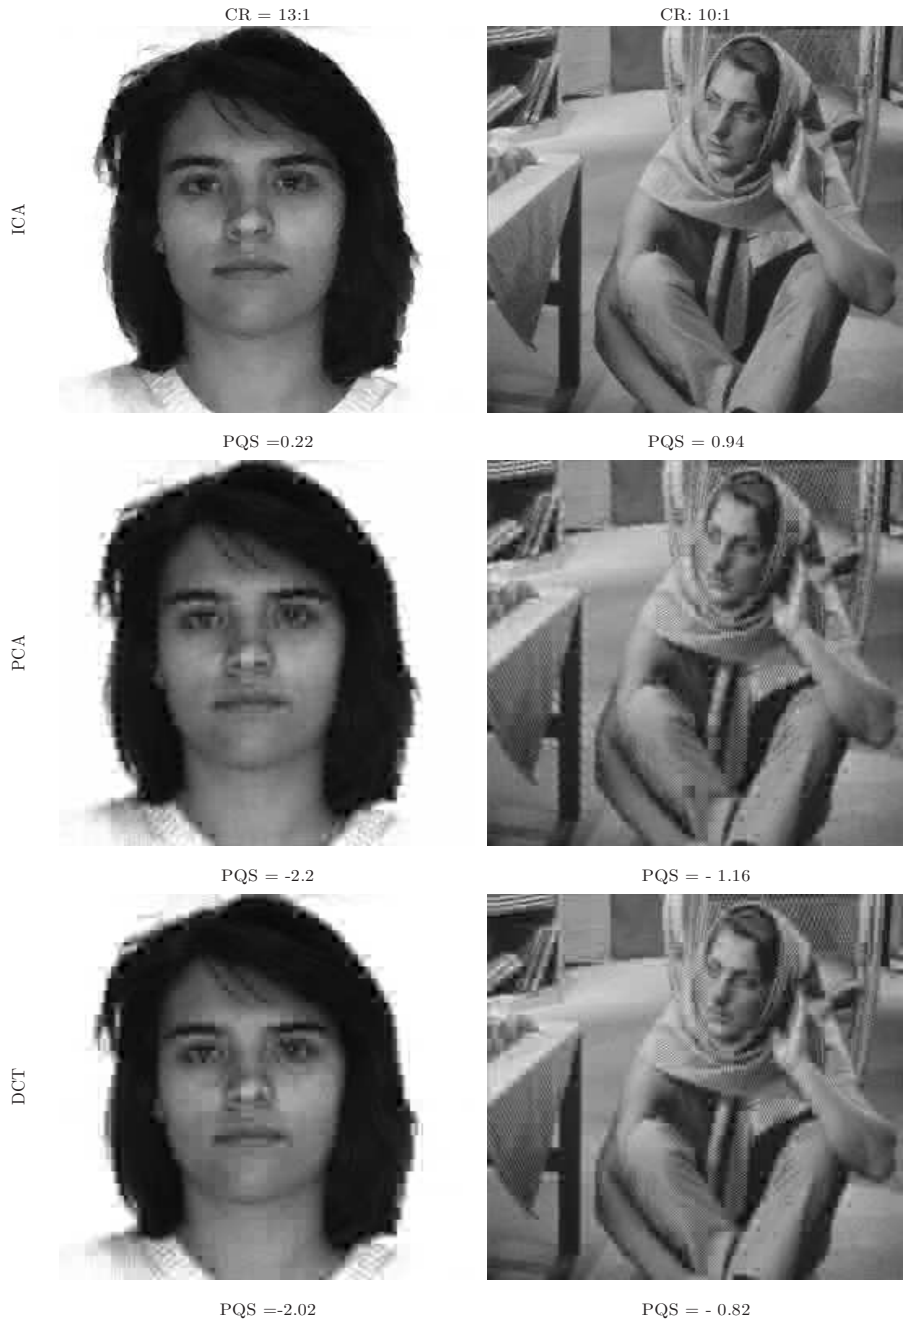 CR = 13:1 CR: 10:1
ICA
PQS =0.22 PQS = 0.94
PCA
PQS = -2.2 PQS = - 1.16
DCT
PQS =-2.02 PQS = - 0.82